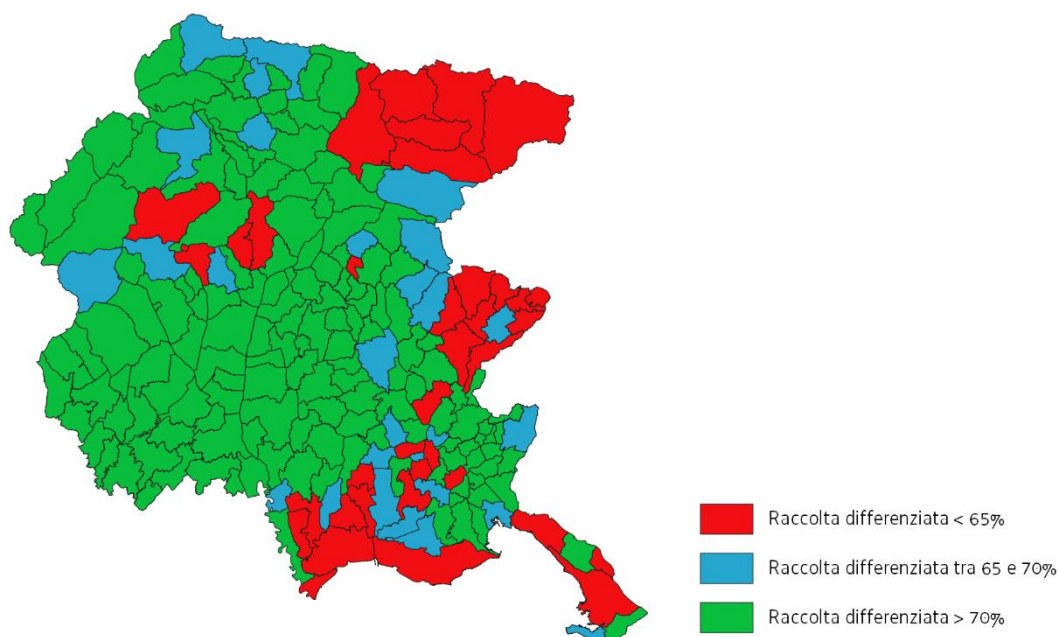 Raccolta differenziata < 65%
Raccolta differenziata tra 65 e 70%
Raccolta differenziata > 70%